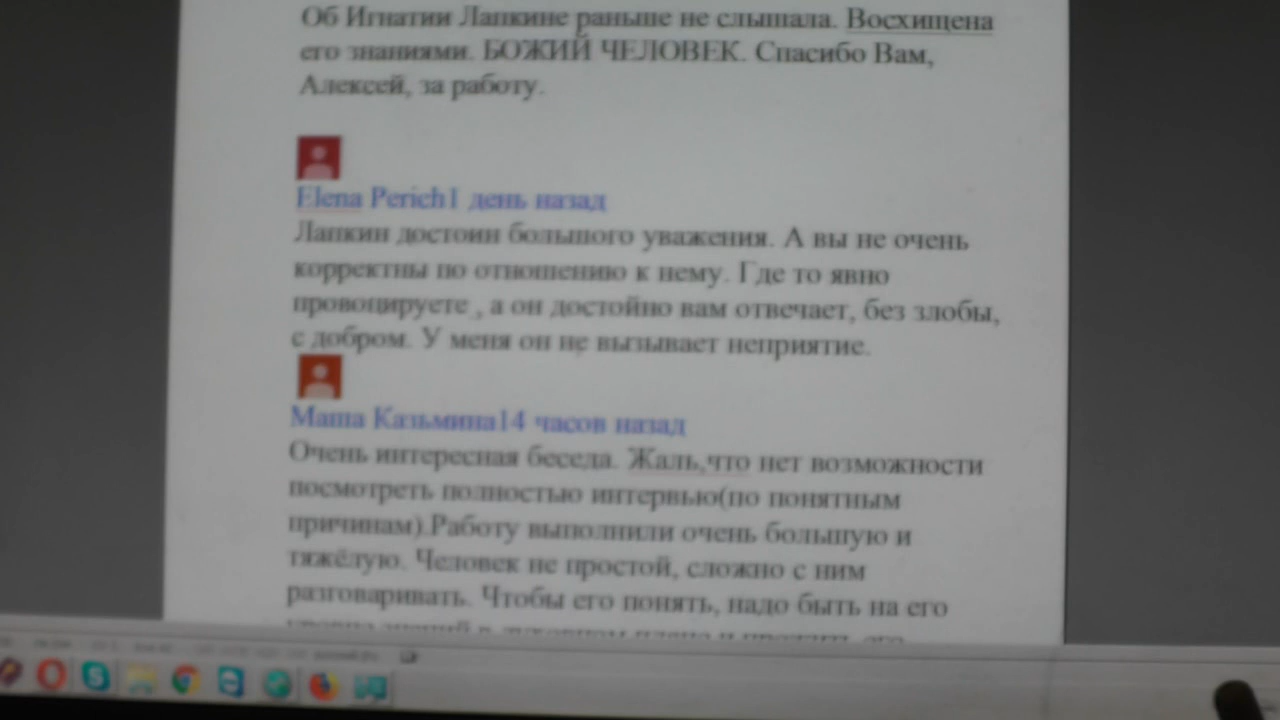 Об Игнатии Лапкине раньше не слышала. Восхищена
его знаниями. БОЖИЙ ЧЕЛОВЕК. Спасибо Вам,
Алексей, за работу.
Elena Perich1 день назад
Лапкин достоин большого уважения. А вы не очень
корректны по отношению к нему. Где то явно
провоцируете , а он достойно вам отвечает, без злобы,
с добром. У меня он не вызывает неприятие.
Маша Казьмина14 часов назад
Очень интересная беседа. Жаль,что нет возможности
посмотреть полностью интервью(по понятным
причинам).Работу выполнили очень большую и
тяжёлую. Человек не простой, сложно с ним
разговаривать. Чтобы его понять, надо быть на его